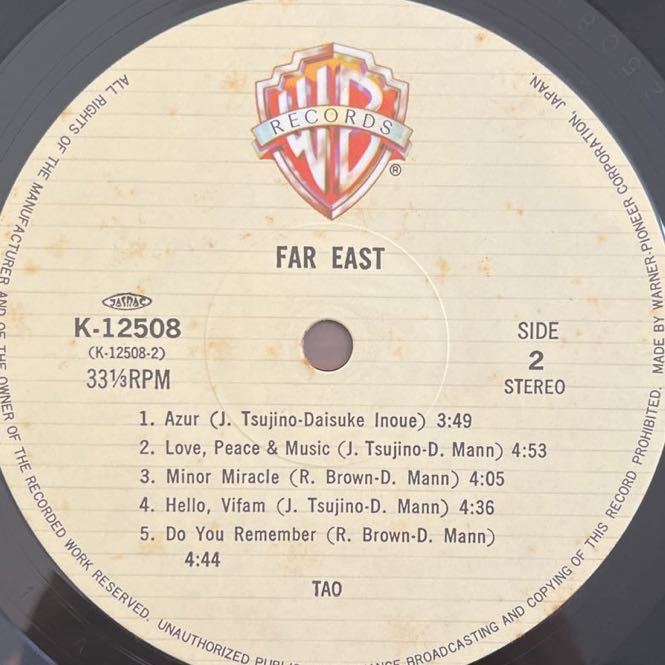 WB
RECORDS
®
FAR EAST
JASRAC
K-12508
(K-12508-2)
33⅓RPM
SIDE
2
STEREO
1. Azur (J. Tsujino-Daisuke Inoue) 3:49
2. Love, Peace & Music (J. Tsujino-D. Mann) 4:53
3. Minor Miracle (R. Brown-D. Mann) 4:05
4. Hello, Vifam (J. Tsujino-D. Mann) 4:36
5. Do You Remember (R. Brown-D. Mann)
4:44
TAO
ALL RIGHTS OF THE MANUFACTURER AND OF THE OWNER OF THE RECORDED WORK RESERVED. UNAUTHORIZED BROADCASTING AND COPYING OF THIS RECORD PROHIBITED. MADE BY WARNER-PIONEER CORPORATION, JAPAN.